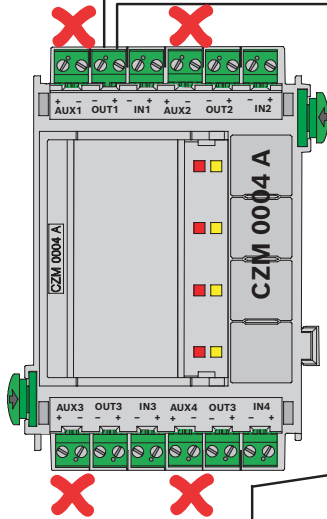 + − − + − + + − − + − +
AUX1 OUT1 IN1 AUX2 OUT2 IN2
CZM 0004 A
CZM 0004 A
AUX3 OUT3 IN3 AUX4 OUT3 IN4
+ − − + − + + − − + − +